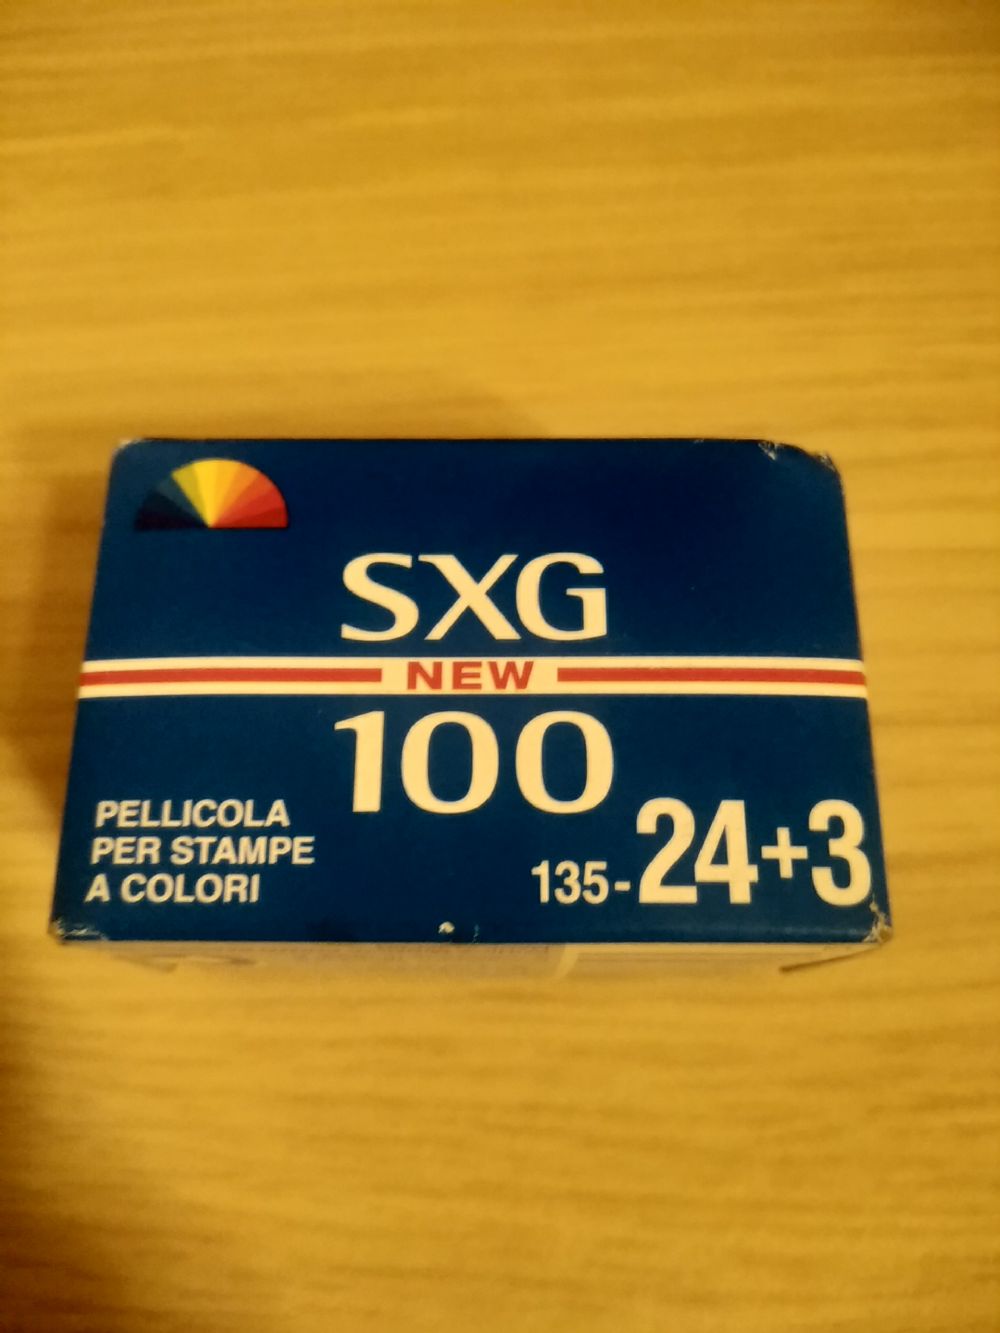 SXG
NEW
100
PELLICOLA
PER STAMPE
A COLORI
135-24+3